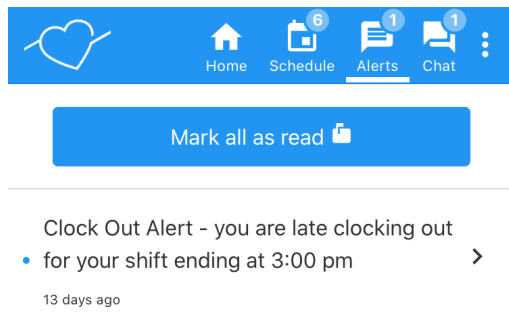 6
1
1
Home
Schedule
Alerts
Chat
Mark all as read
Clock Out Alert - you are late clocking out
for your shift ending at 3:00 pm
13 days ago